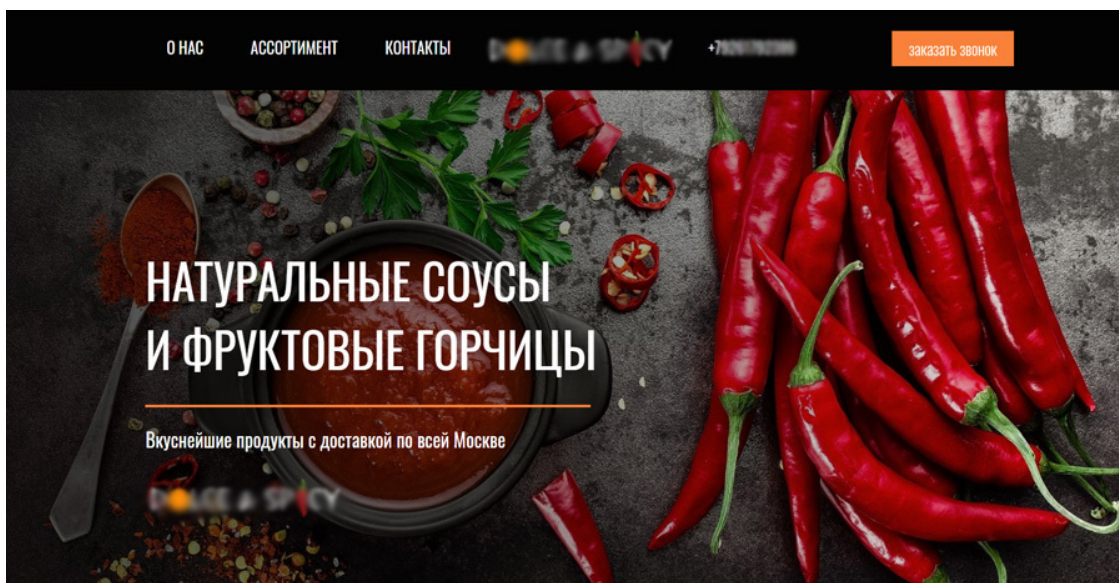 О НАС
АССОРТИМЕНТ
КОНТАКТЫ
заказать звонок
НАТУРАЛЬНЫЕ СОУСЫ
И ФРУКТОВЫЕ ГОРЧИЦЫ
Вкуснейшие продукты с доставкой по всей Москве